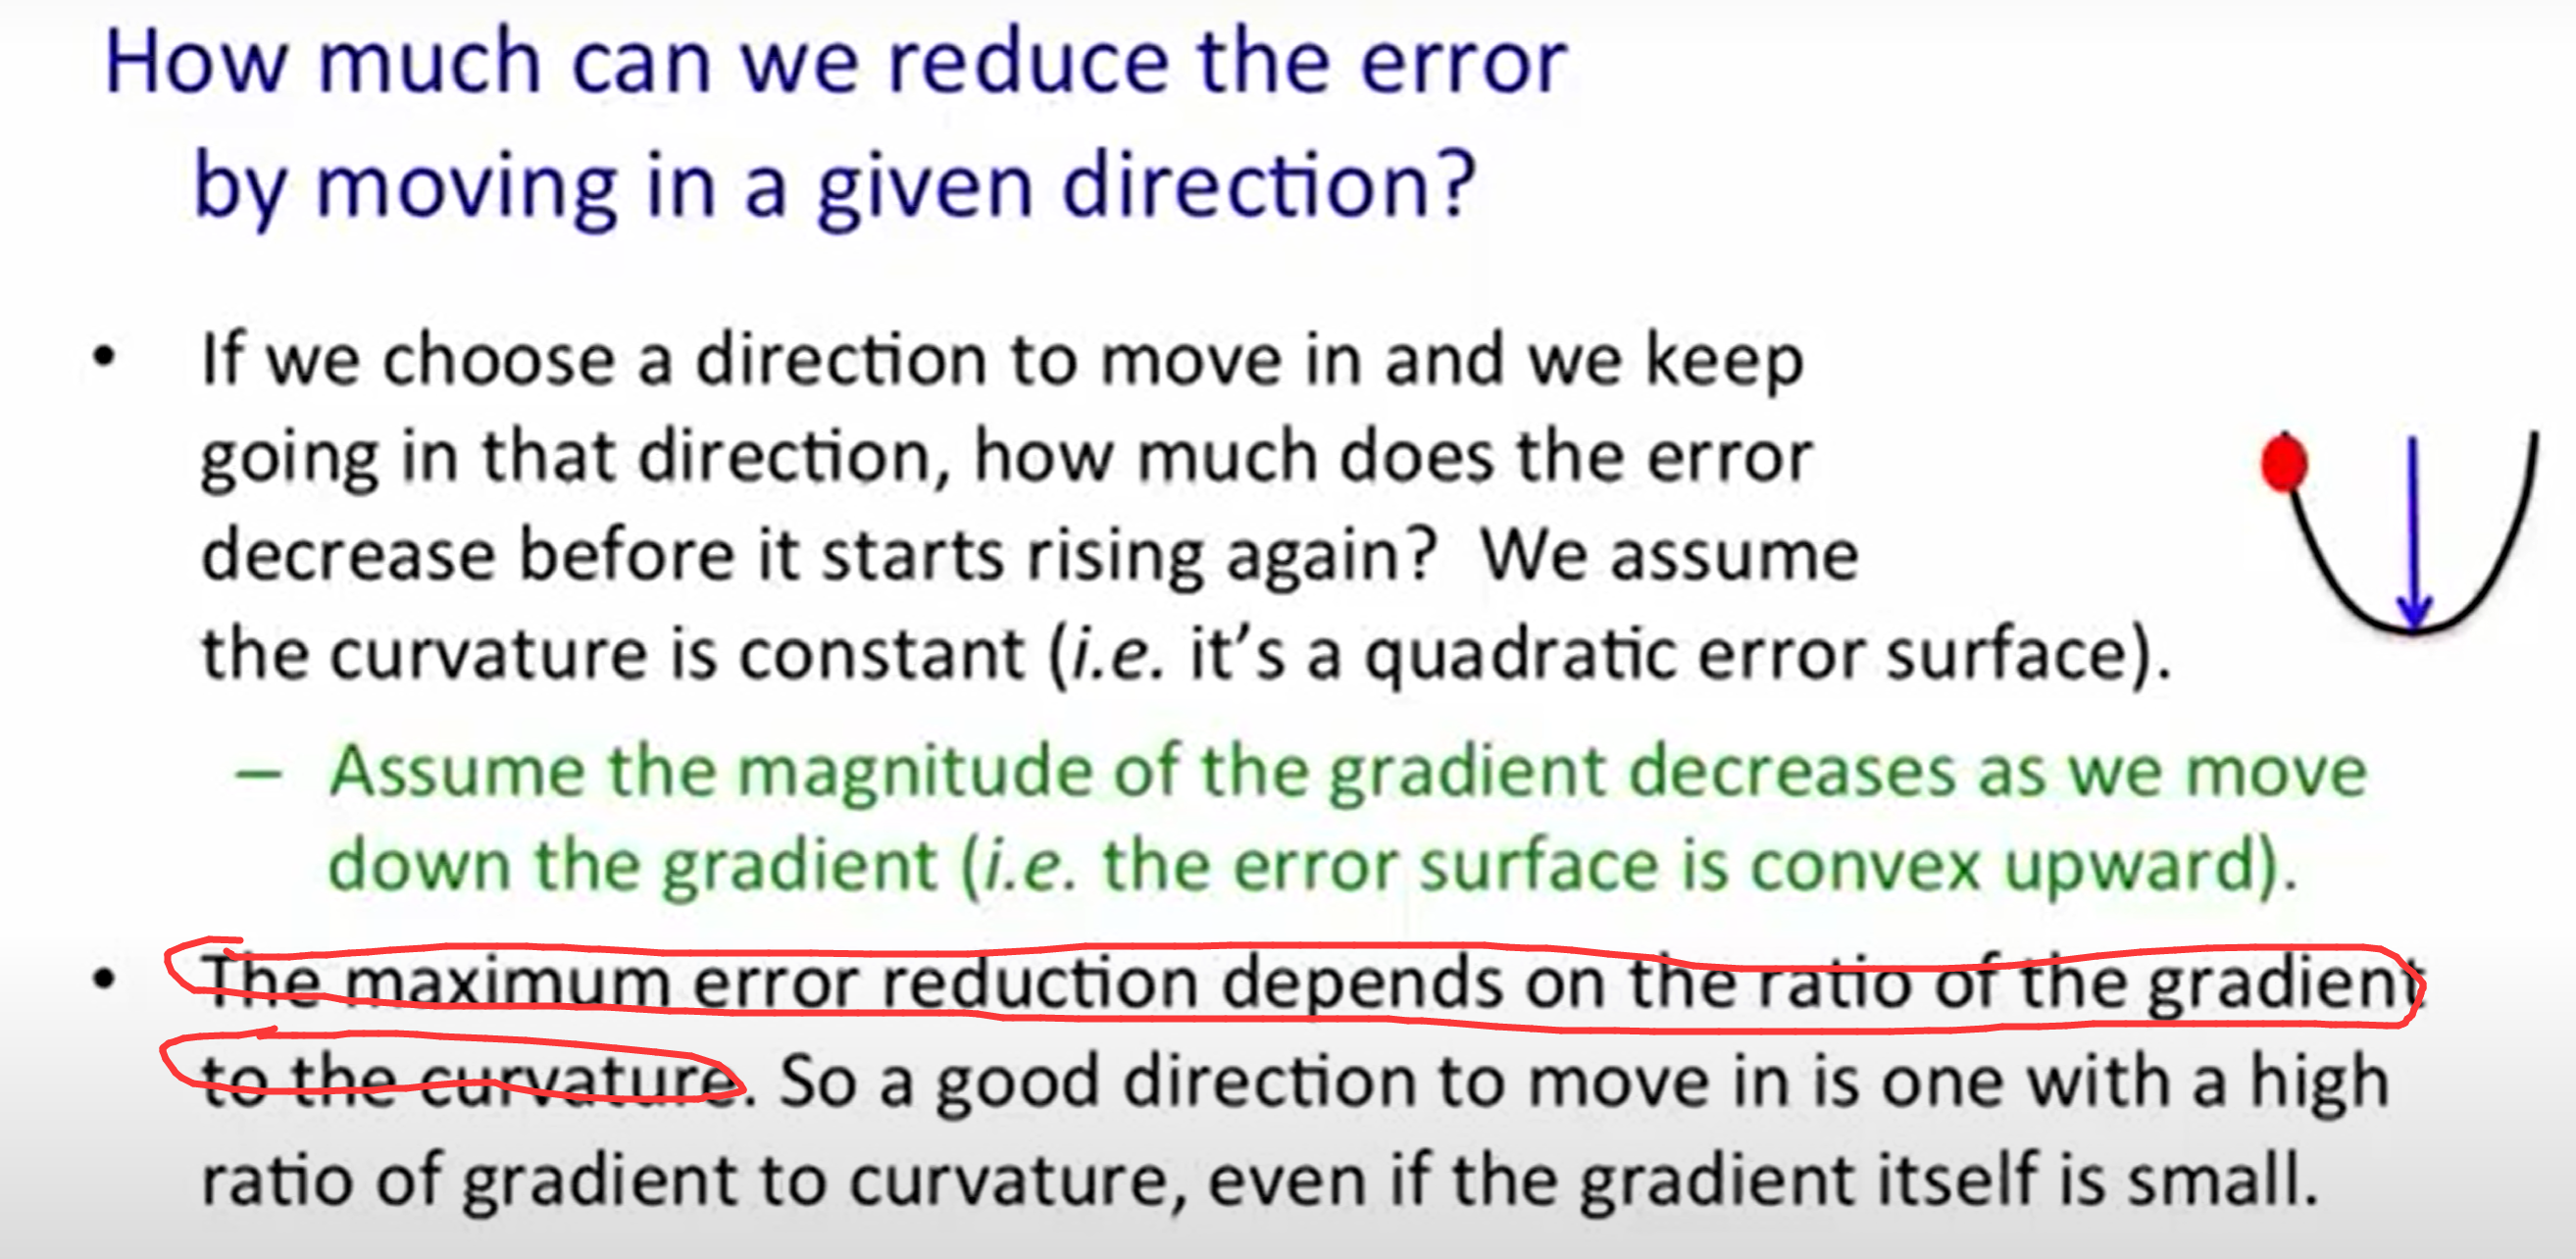 How much can we reduce the error
by moving in a given direction?
• If we choose a direction to move in and we keep
going in that direction, how much does the error
decrease before it starts rising again?  We assume
the curvature is constant (i.e. it’s a quadratic error surface).
– Assume the magnitude of the gradient decreases as we move
down the gradient (i.e. the error surface is convex upward).
• The maximum error reduction depends on the ratio of the gradient
to the curvature. So a good direction to move in is one with a high
ratio of gradient to curvature, even if the gradient itself is small.